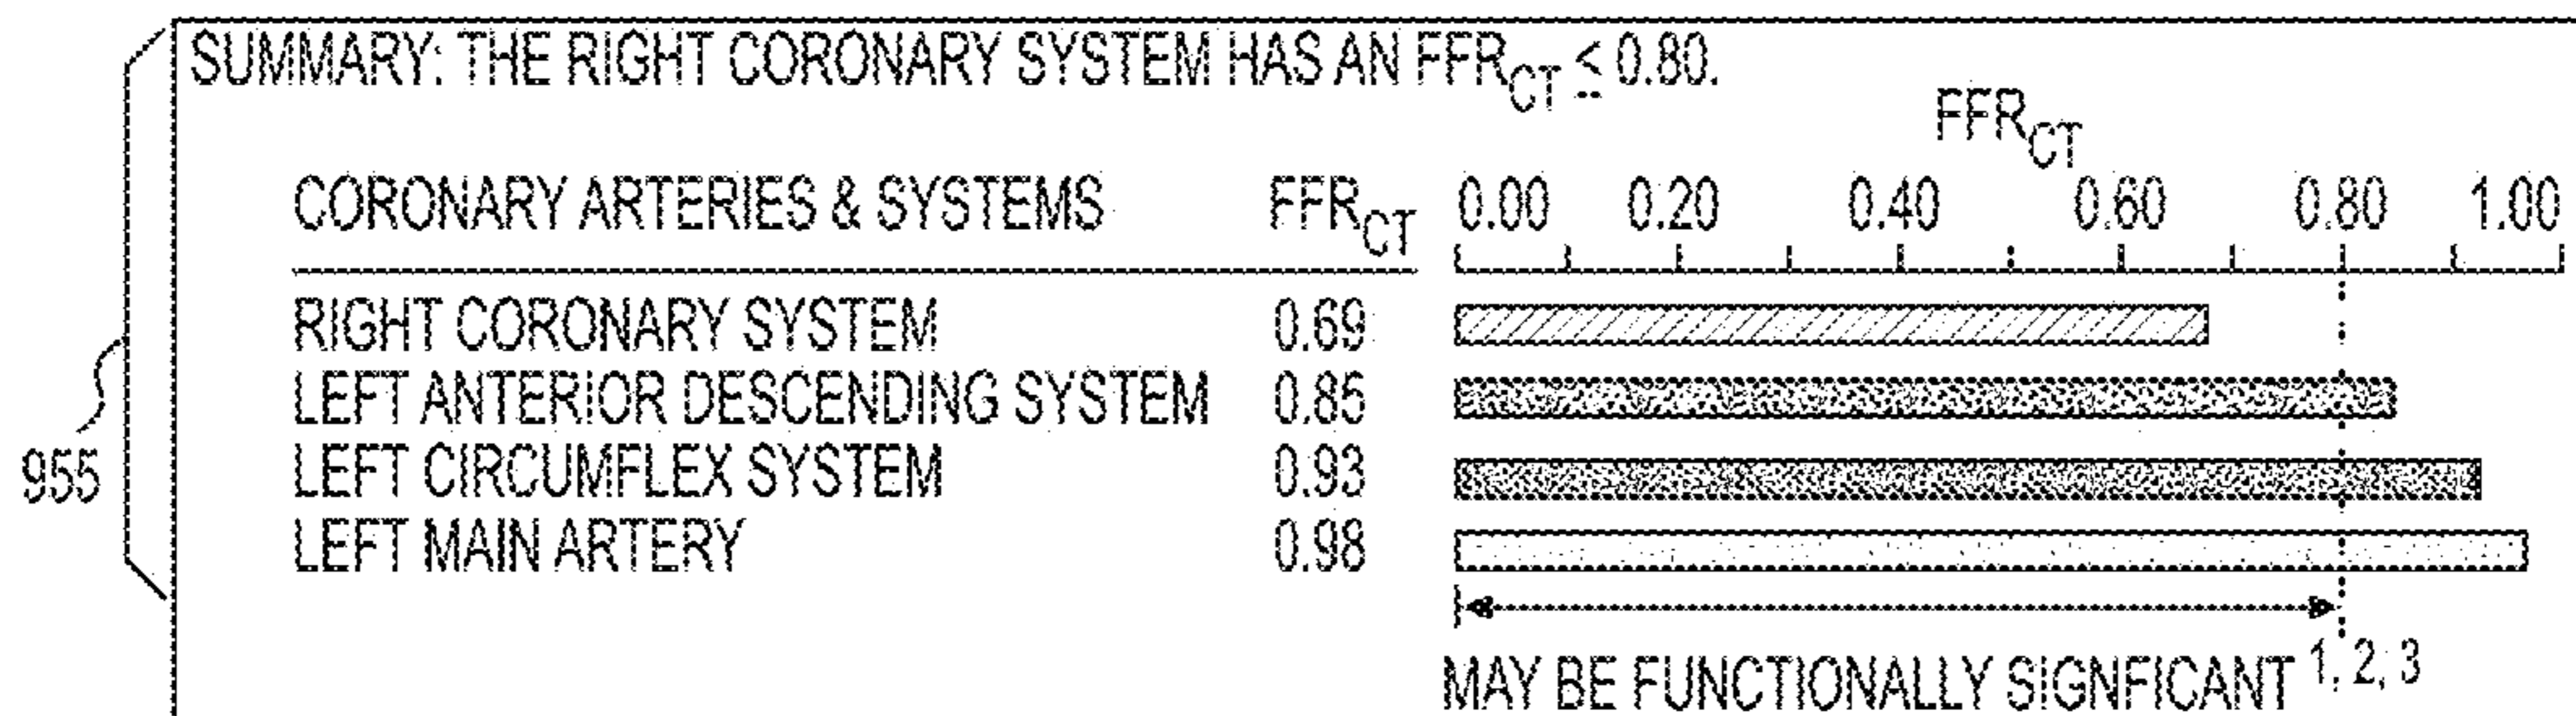 SUMMARY: THE RIGHT CORONARY SYSTEM HAS AN FFRCT ≤ 0.80.
FFRCT
CORONARY ARTERIES & SYSTEMS FFRCT 0.00 0.20 0.40 0.60 0.80 1.00
RIGHT CORONARY SYSTEM 0.69
LEFT ANTERIOR DESCENDING SYSTEM 0.85
LEFT CIRCUMFLEX SYSTEM 0.93
955
LEFT MAIN ARTERY 0.98
MAY BE FUNCTIONALLY SIGNFICANT 1, 2, 3